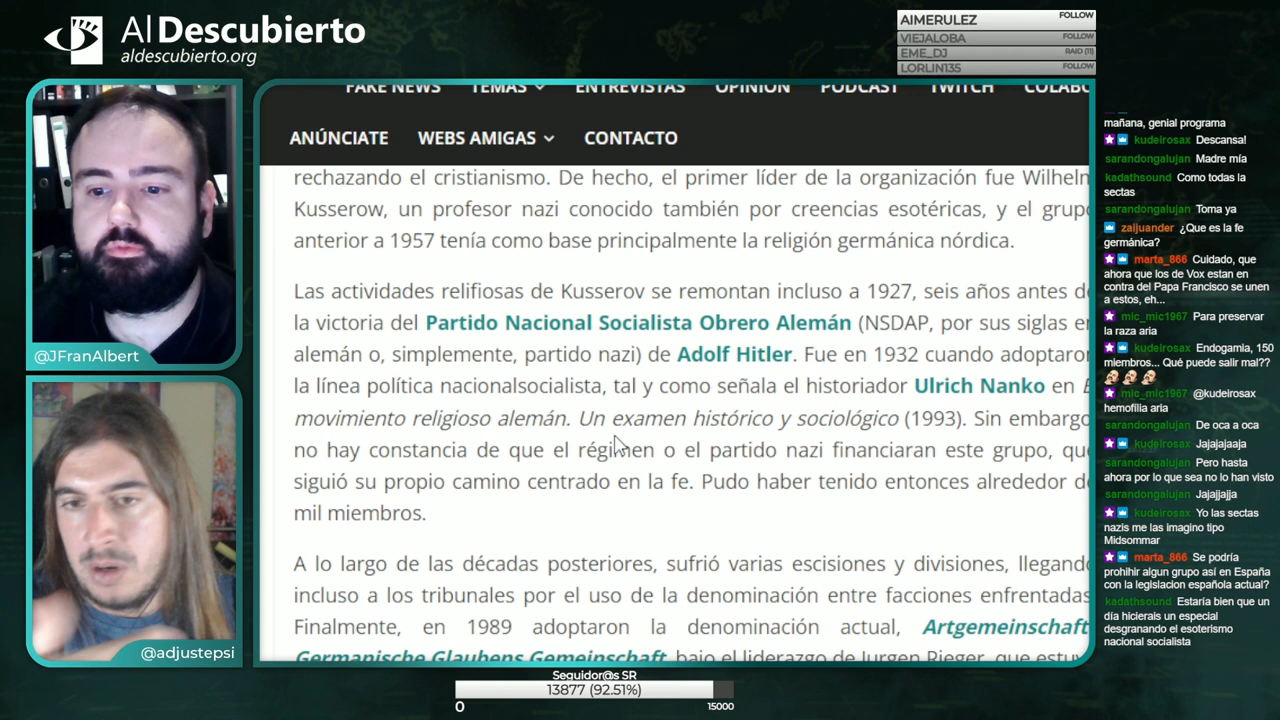 Al Descubierto
aldescubierto.org
AIMERULEZ FOLLOW
VIEJALOBA FOLLOW
EME_DJ RAID (11)
LORLIN135 FOLLOW
@JFranAlbert
@adjustepsi
FAKE NEWS TEMAS ENTREVISTAS OPINIÓN PODCAST TWITCH COLABO
ANÚNCIATE WEBS AMIGAS CONTACTO
rechazando el cristianismo. De hecho, el primer líder de la organización fue Wilhelm
Kusserow, un profesor nazi conocido también por creencias esotéricas, y el grupo
anterior a 1957 tenía como base principalmente la religión germánica nórdica.
Las actividades relifiosas de Kusserov se remontan incluso a 1927, seis años antes de
la victoria del Partido Nacional Socialista Obrero Alemán (NSDAP, por sus siglas en
alemán o, simplemente, partido nazi) de Adolf Hitler. Fue en 1932 cuando adoptaron
la línea política nacionalsocialista, tal y como señala el historiador Ulrich Nanko en E
movimiento religioso alemán. Un examen histórico y sociológico (1993). Sin embargo
no hay constancia de que el régimen o el partido nazi financiaran este grupo, que
siguió su propio camino centrado en la fe. Pudo haber tenido entonces alrededor de
mil miembros.
A lo largo de las décadas posteriores, sufrió varias escisiones y divisiones, llegando
incluso a los tribunales por el uso de la denominación entre facciones enfrentadas.
Finalmente, en 1989 adoptaron la denominación actual, Artgemeinschaft
Germanische Glaubens Gemeinschaft, bajo el liderazgo de Jurgen Rieger, que estuv
mañana, genial programa
kudeirosax Descansa!
sarandongalujan Madre mía
kadathsound Como todas la
sectas
sarandongalujan Toma ya
zaijuander ¿Que es la fe
germánica?
marta_866 Cuidado, que
ahora que los de Vox estan en
contra del Papa Francisco se unen
a estos, eh...
mic_mic1967 Para preservar
la raza aria
kudeirosax Endogamia, 150
miembros... Qué puede salir mal??
mic_mic1967 @kudeirosax
hemofilia aria
sarandongalujan De oca a oca
kudeirosax Jajajajaaja
sarandongalujan Pero hasta
ahora por lo que sea no lo han visto
sarandongalujan Jajajjajja
kudeirosax Yo las sectas
nazis me las imagino tipo
Midsommar
marta_866 Se podría
prohihir algun grupo así en España
con la legislacion española actual?
kadathsound Estaría bien que un
día hicierais un especial
desgranando el esoterismo
nacional socialista
Seguidor@s SR
13877 (92.51%)
0 15000